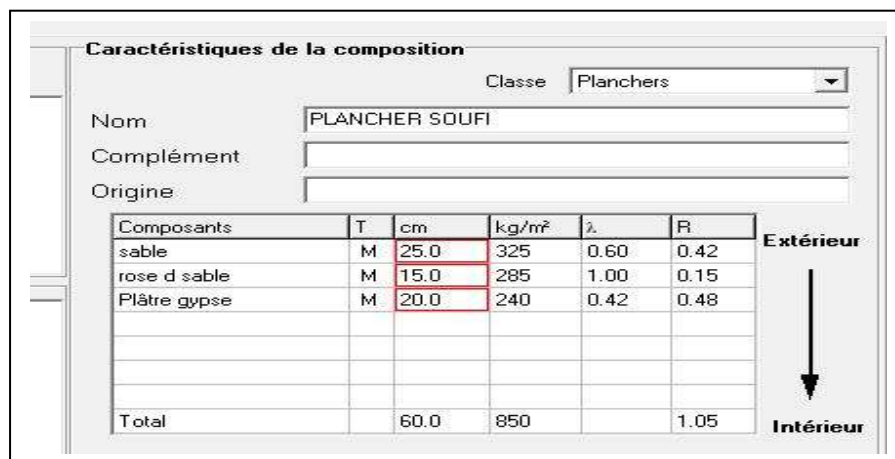 Caractéristiques de la composition
Classe Planchers
Nom PLANCHER SOUFI
Complément
Origine
Composants T cm kg/m² λ R
sable M 25.0 325 0.60 0.42
rose d sable M 15.0 285 1.00 0.15
Plâtre gypse M 20.0 240 0.42 0.48
Total 60.0 850 1.05
Extérieur
Intérieur